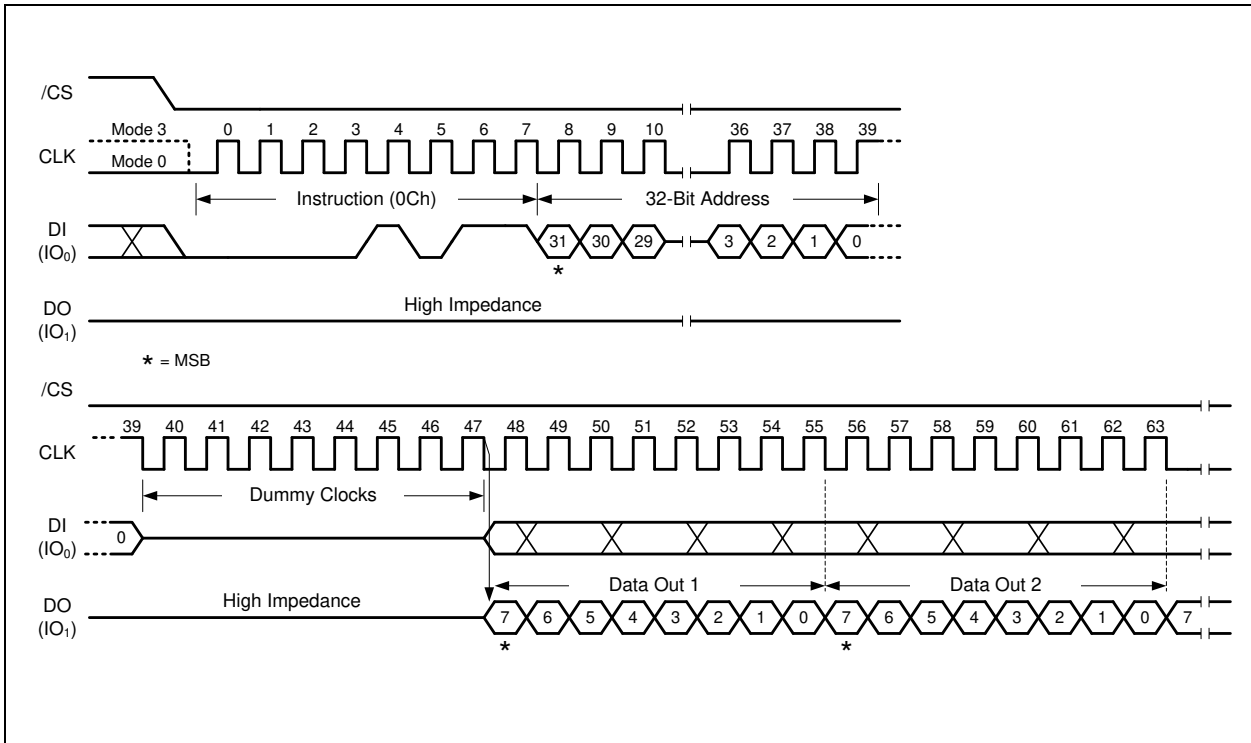 /CS
Mode 3 0 1 2 3 4 5 6 7 8 9 10 36 37 38 39
CLK
Mode 0
Instruction (0Ch) 32-Bit Address
DI
(IO₀)
31 30 29 3 2 1 0
*
High Impedance
DO
(IO₁)
* = MSB
/CS
39 40 41 42 43 44 45 46 47 48 49 50 51 52 53 54 55 56 57 58 59 60 61 62 63
CLK
Dummy Clocks
DI
(IO₀)
0
Data Out 1 Data Out 2
High Impedance
DO
(IO₁)
7 6 5 4 3 2 1 0 7 6 5 4 3 2 1 0 7
* *